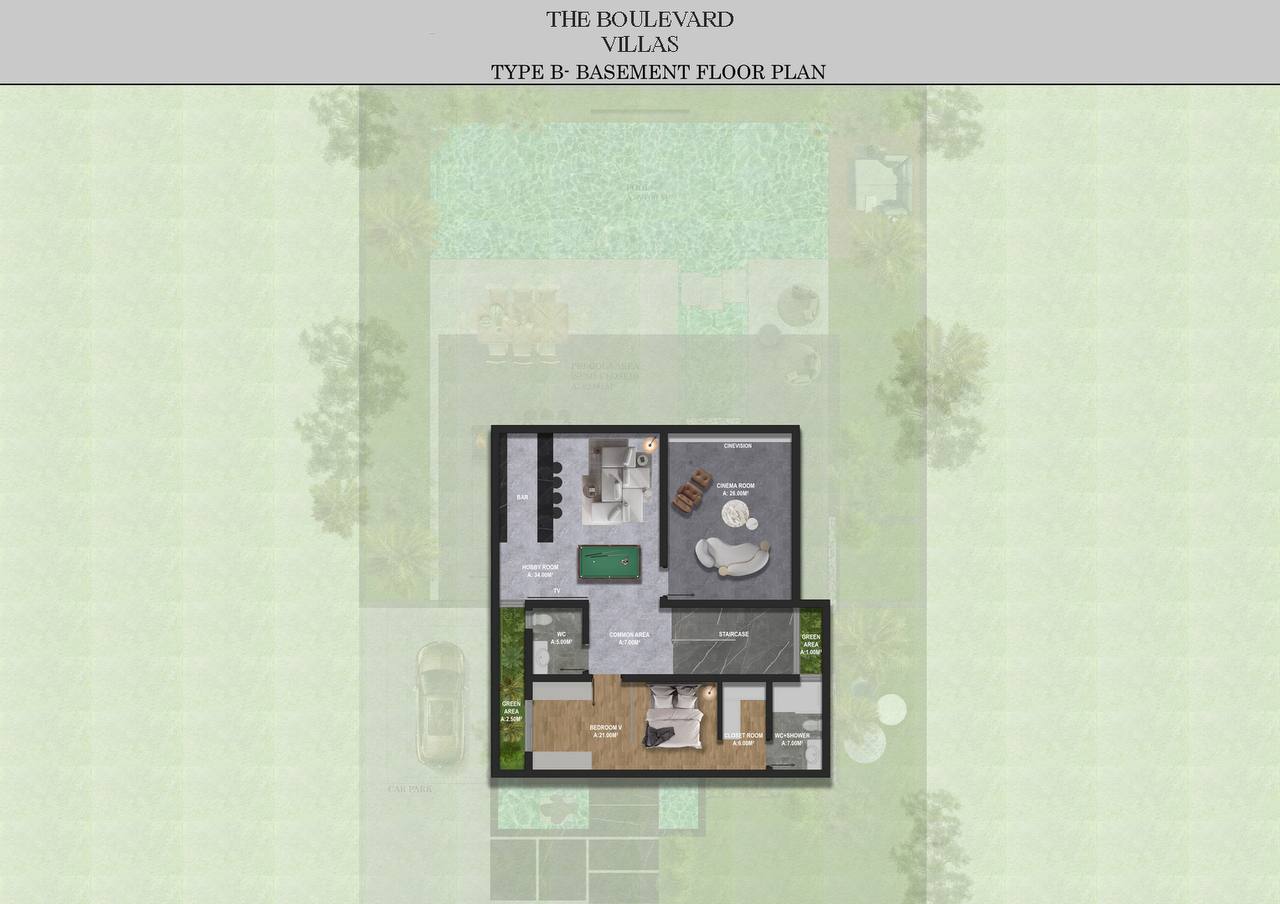 THE BOULEVARD
VILLAS
TYPE B- BASEMENT FLOOR PLAN
POOL
PERGOLA AREA
CINEVISION
CINEMA ROOM
A: 26.00M²
BAR
HOBBY ROOM
A: 34.00M²
TV
WC
A:5.00M²
COMMON AREA
A:7.00M²
STAIRCASE
GREEN
AREA
A:1.00M²
GREEN
AREA
A:2.50M²
BEDROOM V
A:21.00M²
CLOSET ROOM
A:6.00M²
WC+SHOWER
A:7.00M²
CAR PARK